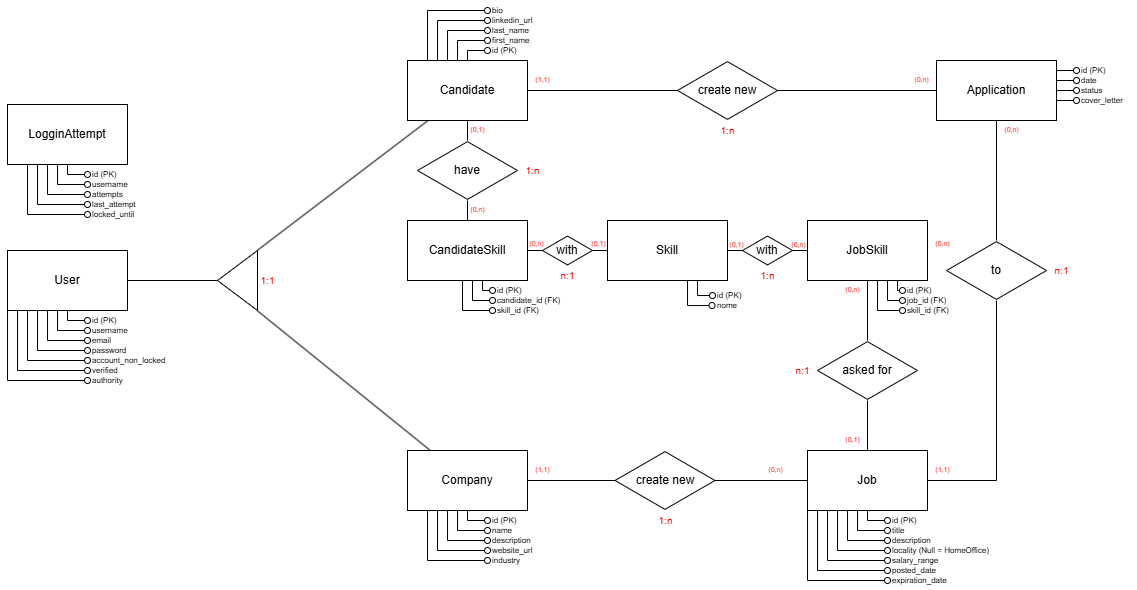 bio
linkedin_url
last_name
first_name
id (PK)
Candidate
(1,1)
create new
1:n
(0,n)
Application
id (PK)
date
status
cover_letter
(0,1)
(0,n)
LogginAttempt
id (PK)
username
attempts
last_attempt
locked_until
have
1:n
(0,n)
CandidateSkill
(0,n)
with
n:1
(0,1)
Skill
(0,1)
with
1:n
(0,n)
JobSkill
(0,n)
id (PK)
candidate_id (FK)
skill_id (FK)
id (PK)
nome
(0,n)
id (PK)
job_id (FK)
skill_id (FK)
to
n:1
User
1:1
id (PK)
username
email
password
account_non_locked
verified
authority
n:1
asked for
(0,1)
Company
(1,1)
create new
1:n
(0,n)
Job
(1,1)
id (PK)
name
description
website_url
industry
id (PK)
title
description
locality (Null = HomeOffice)
salary_range
posted_date
expiration_date